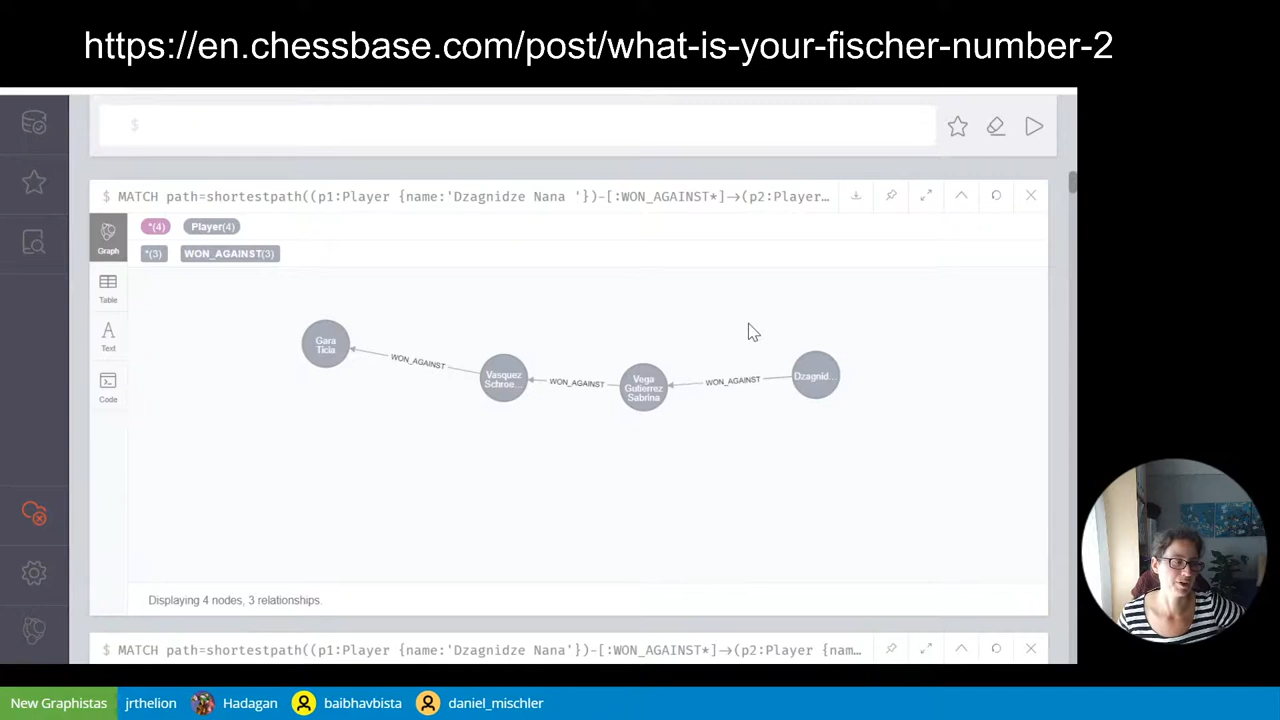 https://en.chessbase.com/post/what-is-your-fischer-number-2
$
$ MATCH path=shortestpath((p1:Player {name:'Dzagnidze Nana '})-[:WON_AGAINST*]→(p2:Player…
*(4) Player(4)
*(3) WON_AGAINST(3)
Graph
Table
Text
Code
Gara
Ticia
WON_AGAINST
Vasquez
Schroe…
WON_AGAINST
Vega
Gutierrez
Sabrina
WON_AGAINST
Dzagnid…
Displaying 4 nodes, 3 relationships.
$ MATCH path=shortestpath((p1:Player {name:'Dzagnidze Nana'})-[:WON_AGAINST*]→(p2:Player {nam…
New Graphistas jrthelion Hadagan baibhavbista daniel_mischler